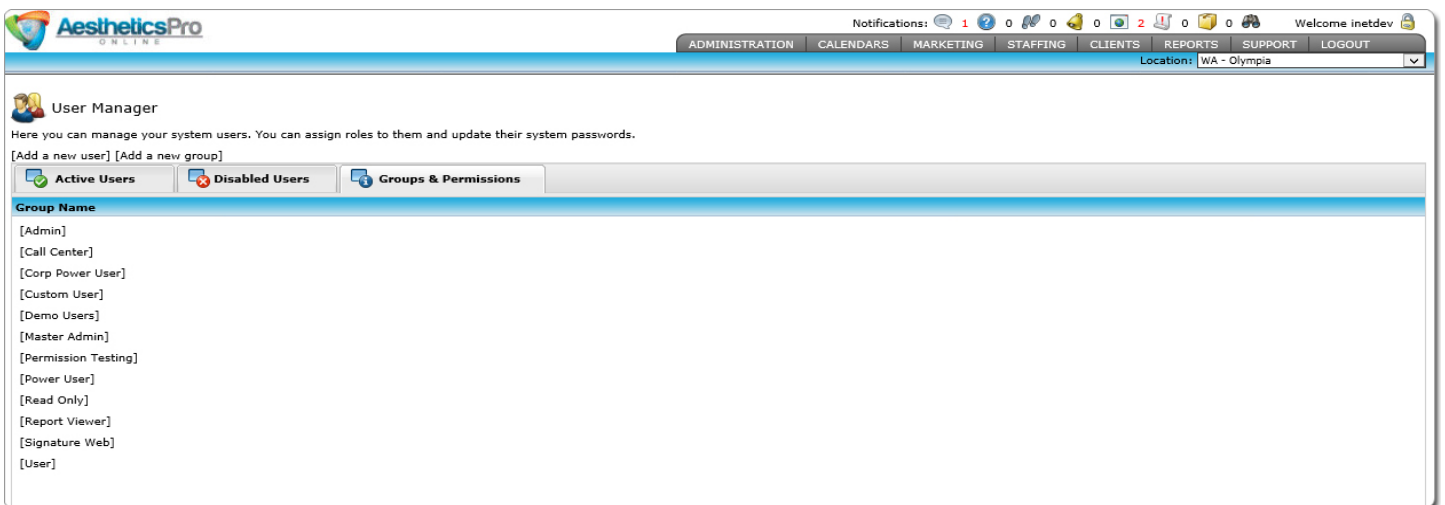 AestheticsPro
ONLINE
Notifications: 1 0 0 0 2 0 0 Welcome inetdev
ADMINISTRATION CALENDARS MARKETING STAFFING CLIENTS REPORTS SUPPORT LOGOUT
Location: WA - Olympia
User Manager
Here you can manage your system users. You can assign roles to them and update their system passwords.
[Add a new user] [Add a new group]
Active Users Disabled Users Groups & Permissions
Group Name
[Admin]
[Call Center]
[Corp Power User]
[Custom User]
[Demo Users]
[Master Admin]
[Permission Testing]
[Power User]
[Read Only]
[Report Viewer]
[Signature Web]
[User]